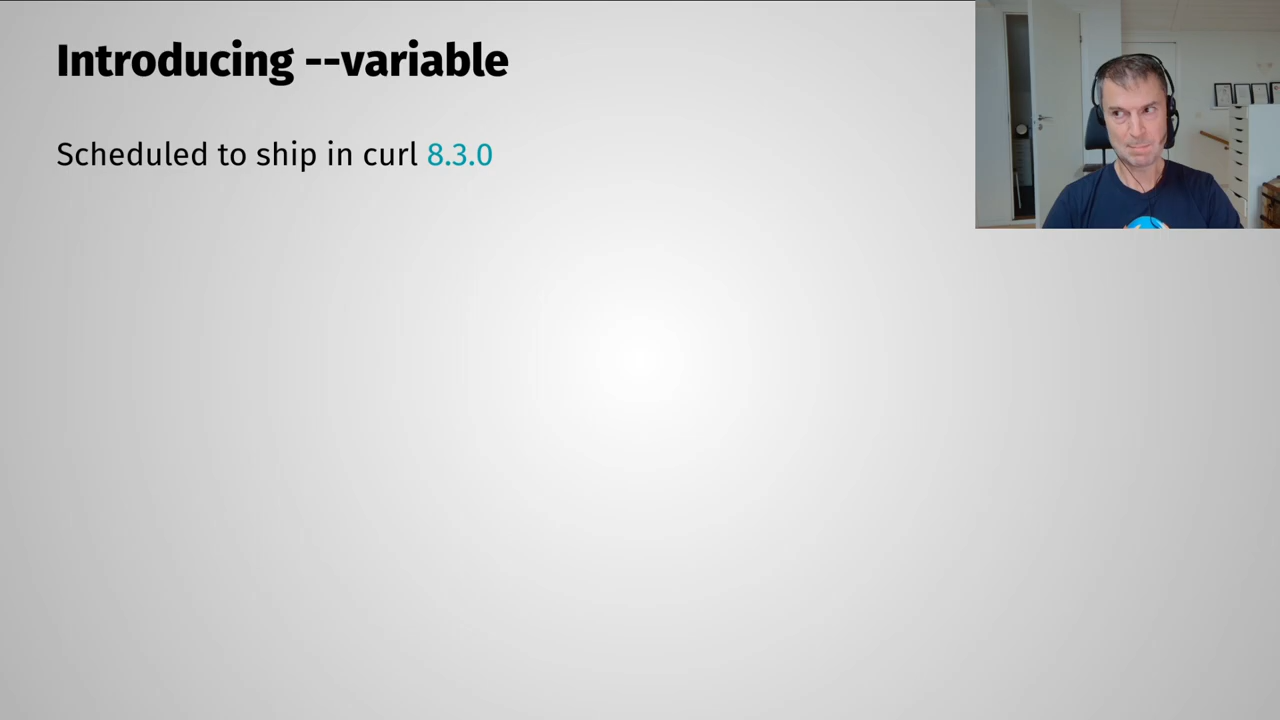 Introducing --variable
Scheduled to ship in curl 8.3.0